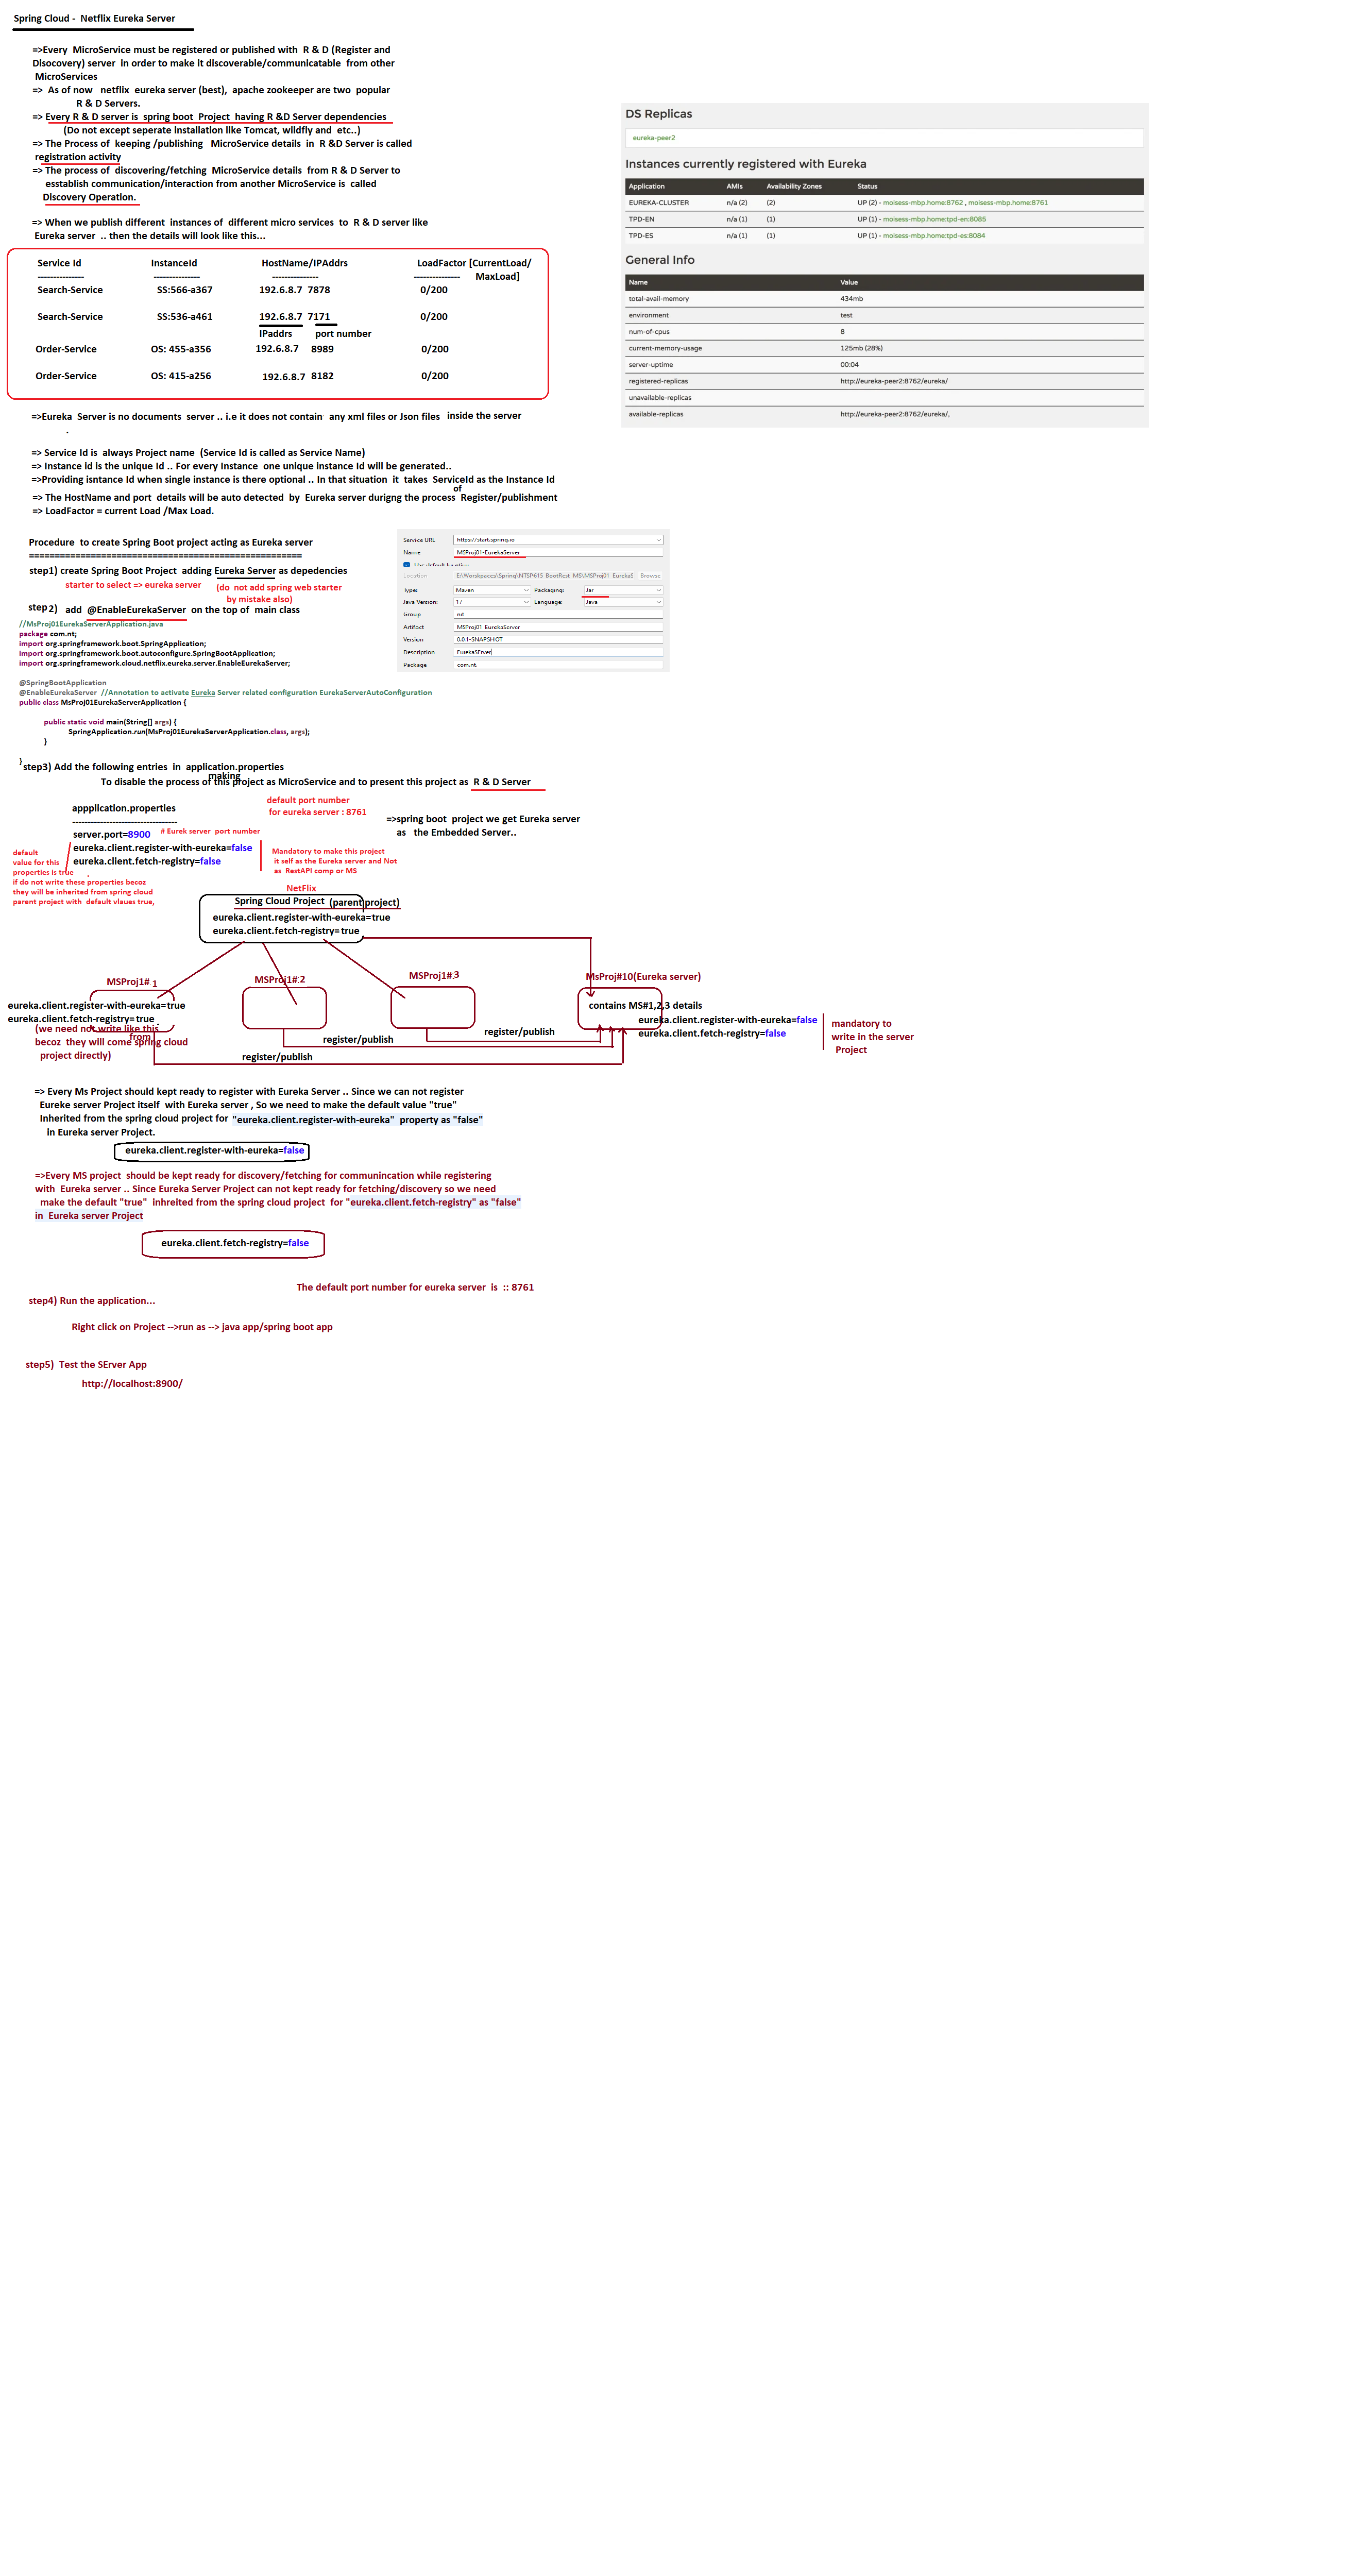 Spring Cloud - Netflix Eureka Server
=>Every MicroService must be registered or published with R & D (Register and
Disocovery) server in order to make it discoverable/communicatable from other
MicroServices
=> As of now netflix eureka server (best), apache zookeeper are two popular
R & D Servers.
=> Every R & D server is spring boot Project having R &D Server dependencies
(Do not except seperate installation like Tomcat, wildfly and etc..)
=> The Process of keeping /publishing MicroService details in R &D Server is called
registration activity
=> The process of discovering/fetching MicroService details from R & D Server to
esstablish communication/interaction from another MicroService is called
Discovery Operation.
=> When we publish different instances of different micro services to R & D server like
Eureka server .. then the details will look like this...
Service Id InstanceId HostName/IPAddrs LoadFactor [CurrentLoad/
--------------- --------------- --------------- --------------- MaxLoad]
Search-Service SS:566-a367 192.6.8.7 7878 0/200
Search-Service SS:536-a461 192.6.8.7 7171 0/200
IPaddrs port number
Order-Service OS: 455-a356 192.6.8.7 8989 0/200
Order-Service OS: 415-a256 192.6.8.7 8182 0/200
DS Replicas
eureka-peer2
Instances currently registered with Eureka
Application AMIs Availability Zones Status
EUREKA-CLUSTER n/a (2) (2) UP (2) - moisess-mbp.home:8762 , moisess-mbp.home:8761
TPD-EN n/a (1) (1) UP (1) - moisess-mbp.home:tpd-en:8085
TPD-ES n/a (1) (1) UP (1) - moisess-mbp.home:tpd-es:8084
General Info
Name Value
total-avail-memory 434mb
environment test
num-of-cpus 8
current-memory-usage 125mb (28%)
server-uptime 00:04
registered-replicas http://eureka-peer2:8762/eureka/
unavailable-replicas
available-replicas http://eureka-peer2:8762/eureka/,
=>Eureka Server is no documents server .. i.e it does not contain any xml files or Json files inside the server
.
=> Service Id is always Project name (Service Id is called as Service Name)
=> Instance id is the unique Id .. For every Instance one unique instance Id will be generated..
=>Providing isntance Id when single instance is there optional .. In that situation it takes ServiceId as the Instance Id
of
=> The HostName and port details will be auto detected by Eureka server durigng the process Register/publishment
=> LoadFactor = current Load /Max Load.
Procedure to create Spring Boot project acting as Eureka server
=====================================================
step1) create Spring Boot Project adding Eureka Server as depedencies
starter to select => eureka server (do not add spring web starter
by mistake also)
step 2) add @EnableEurekaServer on the top of main class
Service URL https://start.spring.io
Name MSProj01-EurekaServer
Use default location
Location E:\Worskpaces\Spring\NTSP615_BootRest_MS\MSProj01_EurekaS Browse
Type: Maven Packaging: Jar
Java Version: 17 Language: Java
Group nit
Artifact MSProj01-EurekaServer
Version 0.0.1-SNAPSHOT
Description EurekaSErver
Package com.nt.
//MsProj01EurekaServerApplication.java
package com.nt;
import org.springframework.boot.SpringApplication;
import org.springframework.boot.autoconfigure.SpringBootApplication;
import org.springframework.cloud.netflix.eureka.server.EnableEurekaServer;
@SpringBootApplication
@EnableEurekaServer //Annotation to activate Eureka Server related configuration EurekaServerAutoConfiguration
public class MsProj01EurekaServerApplication {
public static void main(String[] args) {
SpringApplication.run(MsProj01EurekaServerApplication.class, args);
}
}
step3) Add the following entries in application.properties
making
To disable the process of this project as MicroService and to present this project as R & D Server
appplication.properties
----------------------------------
default port number
for eureka server : 8761
=>spring boot project we get Eureka server
as the Embedded Server..
server.port=8900 # Eurek server port number
eureka.client.register-with-eureka=false
eureka.client.fetch-registry=false
Mandatory to make this project
it self as the Eureka server and Not
as RestAPI comp or MS
default
value for this
properties is true
if do not write these properties becoz
they will be inherited from spring cloud
parent project with default vlaues true,
NetFlix
Spring Cloud Project (parent project)
eureka.client.register-with-eureka=true
eureka.client.fetch-registry=true
MSProj1# 1
MSProj1# 2
MSProj1#.3
MsProj#10(Eureka server)
eureka.client.register-with-eureka=true
eureka.client.fetch-registry=true .
(we need not write like this
from
becoz they will come spring cloud
project directly)
contains MS#1,2,3 details
eureka.client.register-with-eureka=false
eureka.client.fetch-registry=false
mandatory to
write in the server
Project
register/publish
register/publish
register/publish
=> Every Ms Project should kept ready to register with Eureka Server .. Since we can not register
Eureke server Project itself with Eureka server , So we need to make the default value "true"
Inherited from the spring cloud project for "eureka.client.register-with-eureka" property as "false"
in Eureka server Project.
eureka.client.register-with-eureka=false
=>Every MS project should be kept ready for discovery/fetching for communincation while registering
with Eureka server .. Since Eureka Server Project can not kept ready for fetching/discovery so we need
make the default "true" inhreited from the spring cloud project for "eureka.client.fetch-registry" as "false"
in Eureka server Project
eureka.client.fetch-registry=false
The default port number for eureka server is :: 8761
step4) Run the application...
Right click on Project -->run as --> java app/spring boot app
step5) Test the SErver App
http://localhost:8900/